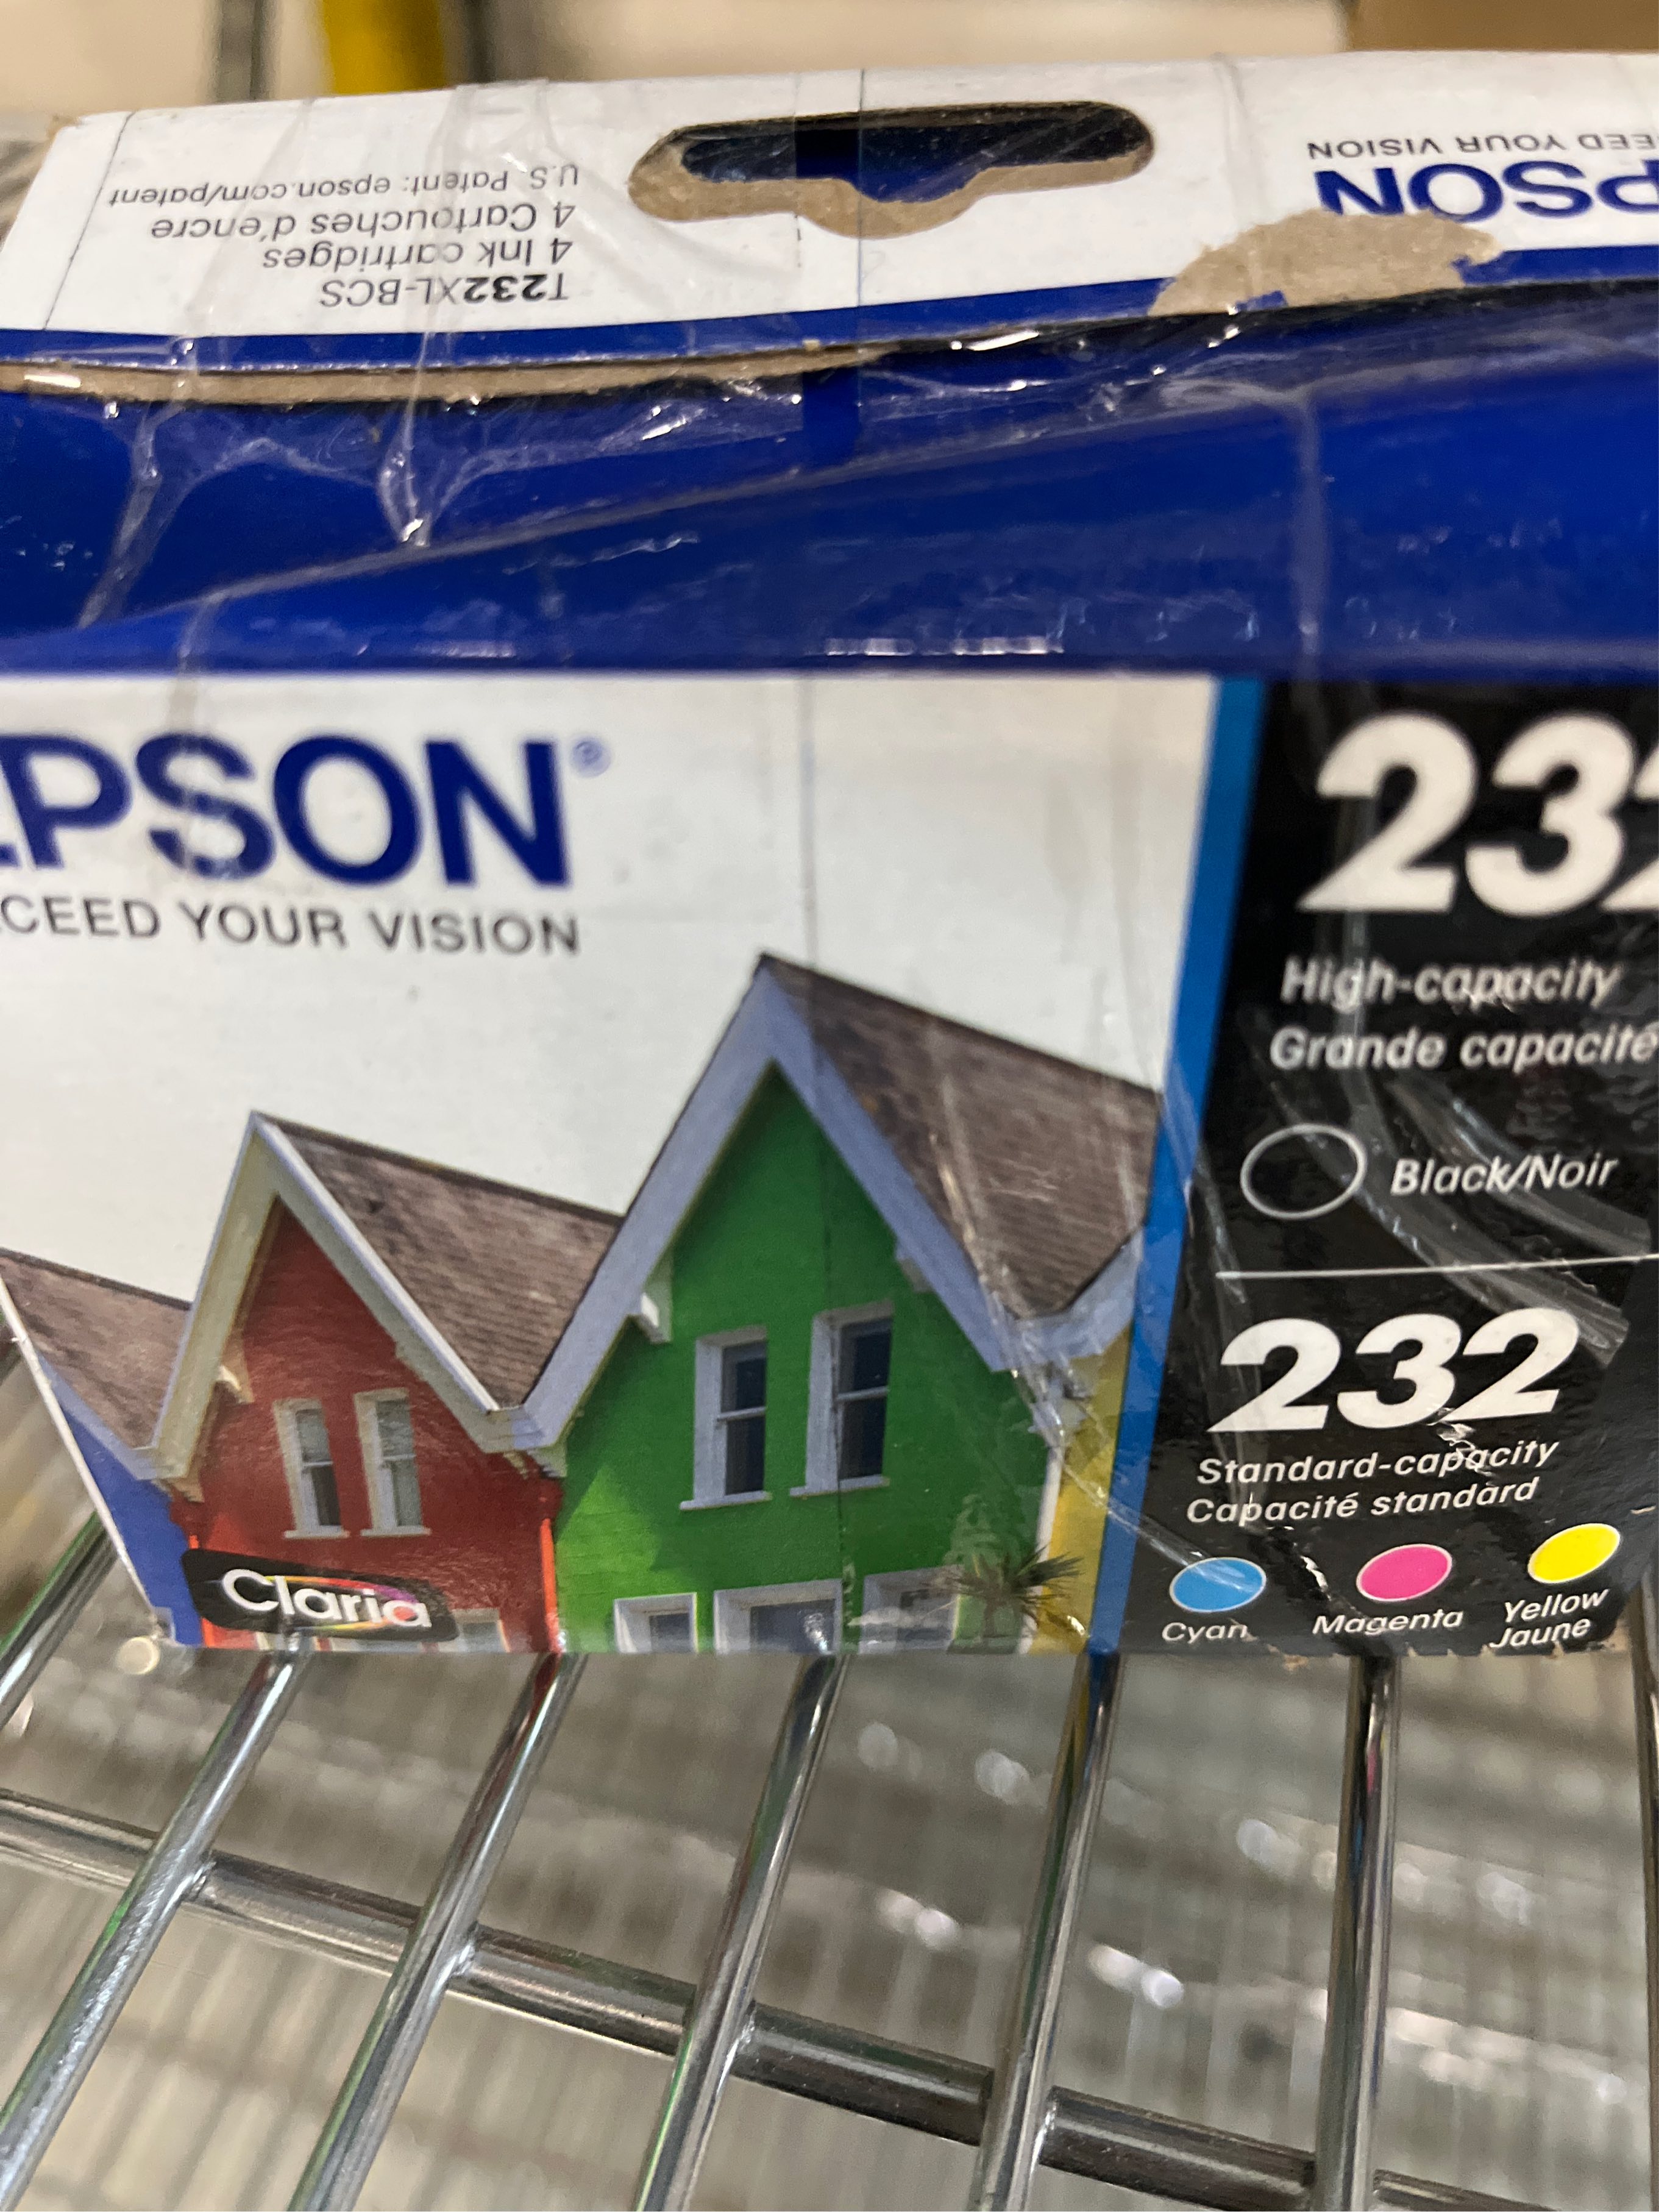 T232XL-BCS
4 Ink cartridges
4 Cartouches d'encre
U.S. Patent: epson.com/patent
PSON
EED YOUR VISION
EPSON®
CEED YOUR VISION
Claria
232
High-capacity
Grande capacité
Black/Noir
232
Standard-capacity
Capacité standard
Cyan
Magenta
Yellow
Jaune